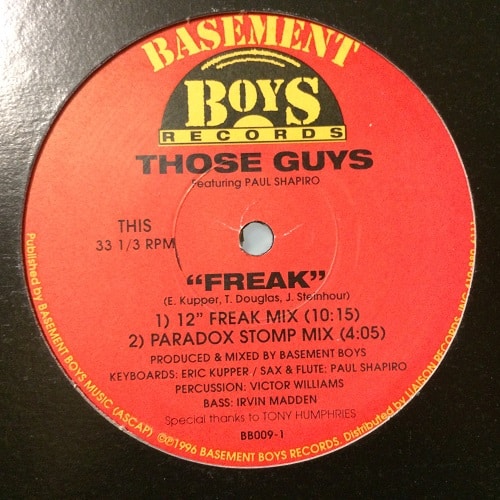 BASEMENT
BOYS
RECORDS
THOSE GUYS
Featuring PAUL SHAPIRO
THIS
33 1/3 RPM
"FREAK"
(E. Kupper, T. Douglas, J. Steinhour)
1) 12" FREAK MIX (10:15)
2) PARADOX STOMP MIX (4:05)
PRODUCED & MIXED BY BASEMENT BOYS
KEYBOARDS: ERIC KUPPER / SAX & FLUTE: PAUL SHAPIRO
PERCUSSION: VICTOR WILLIAMS
BASS: IRVIN MADDEN
Special thanks to TONY HUMPHRIES
BB009-1
Published by BASEMENT BOYS MUSIC (ASCAP) ©℗1996 BASEMENT BOYS RECORDS. Distributed by LIAISON RECORDS, INC.